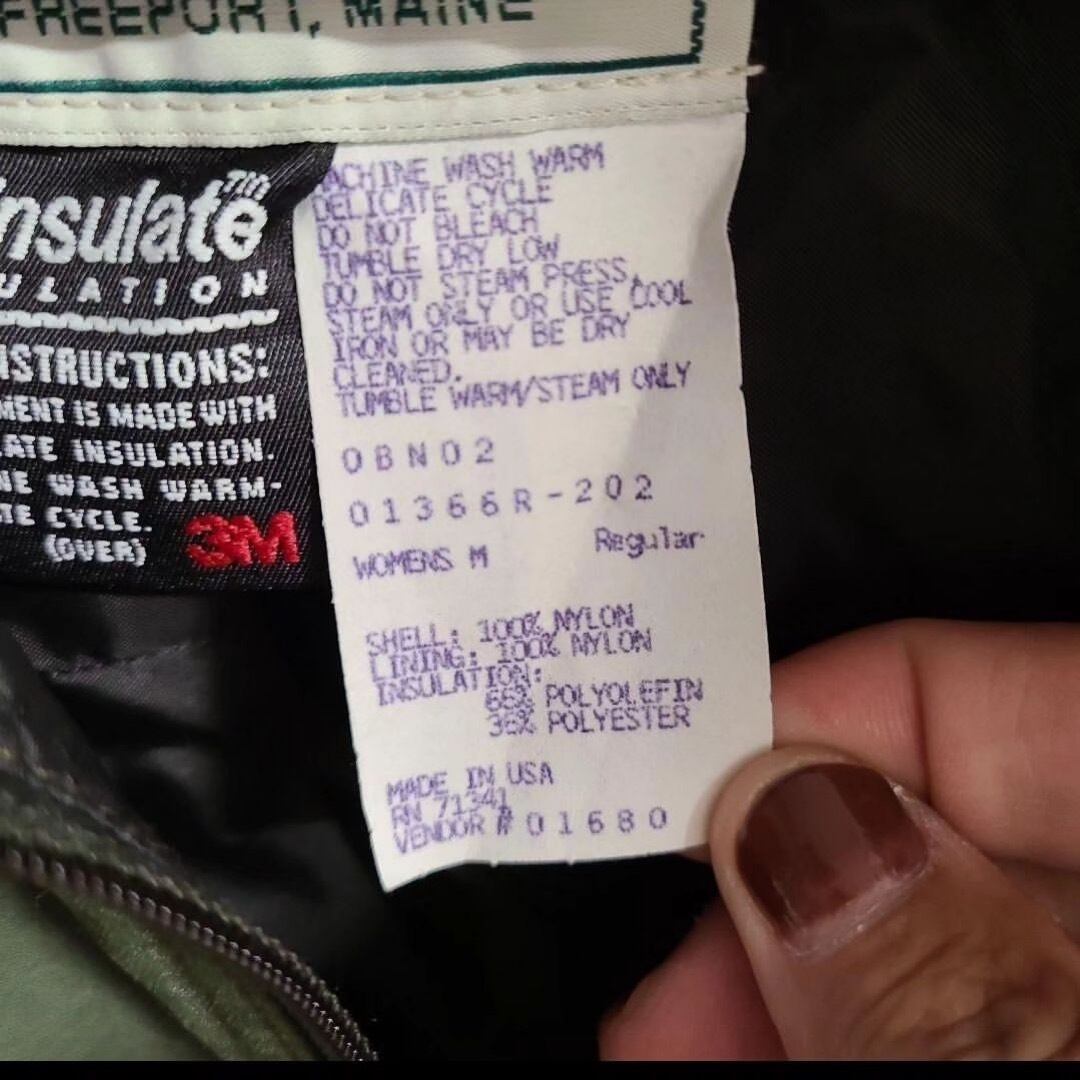 FREEPORT, MAINE
insulate™
ULATION
NSTRUCTIONS:
MENT IS MADE WITH
ATE INSULATION.
NE WASH WARM-
TE CYCLE.
(OVER)
3M
ACHINE WASH WARM
DELICATE CYCLE
DO NOT BLEACH
TUMBLE DRY LOW
DO NOT STEAM PRESS,
STEAM ONLY OR USE COOL
IRON OR MAY BE DRY
CLEANED.
TUMBLE WARM/STEAM ONLY
0BN02
01366R-202
WOMENS M Regular
SHELL: 100% NYLON
LINING: 100% NYLON
INSULATION:
65% POLYOLEFIN
35% POLYESTER
MADE IN USA
RN 71341
VENDOR #01680